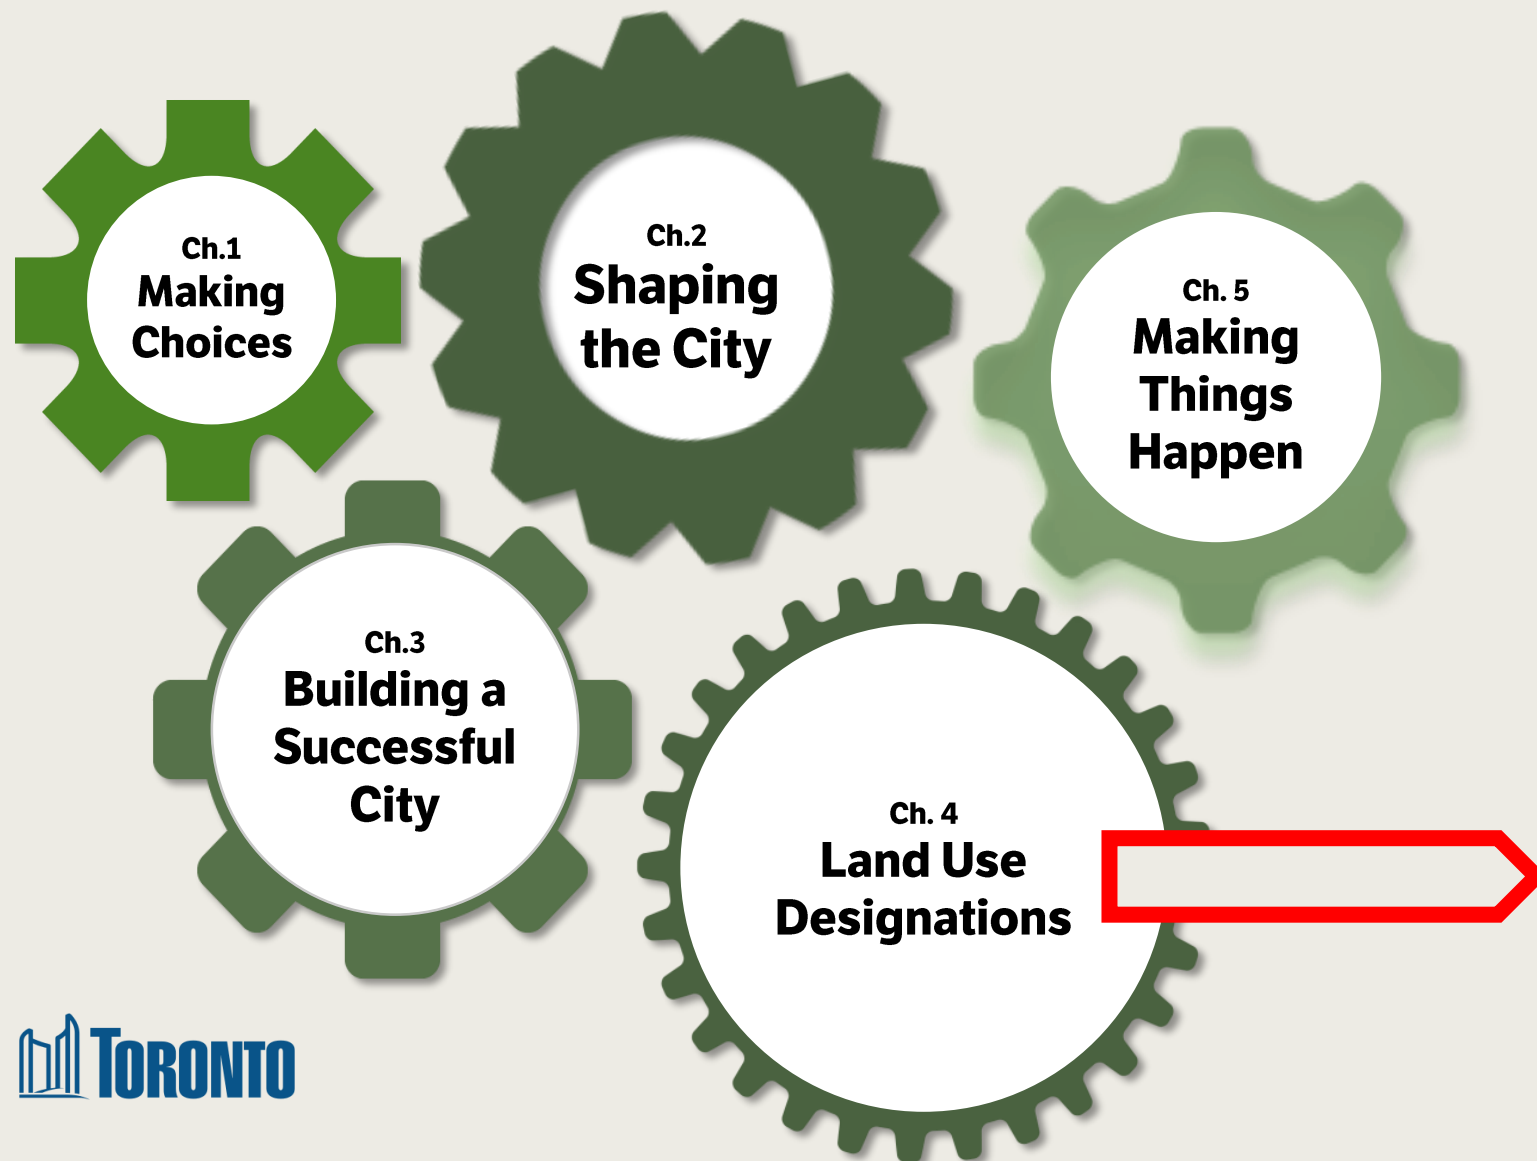 Ch.1
Making
Choices
Ch.2
Shaping
the City
Ch. 5
Making
Things
Happen
Ch.3
Building a
Successful
City
Ch. 4
Land Use
Designations
TORONTO